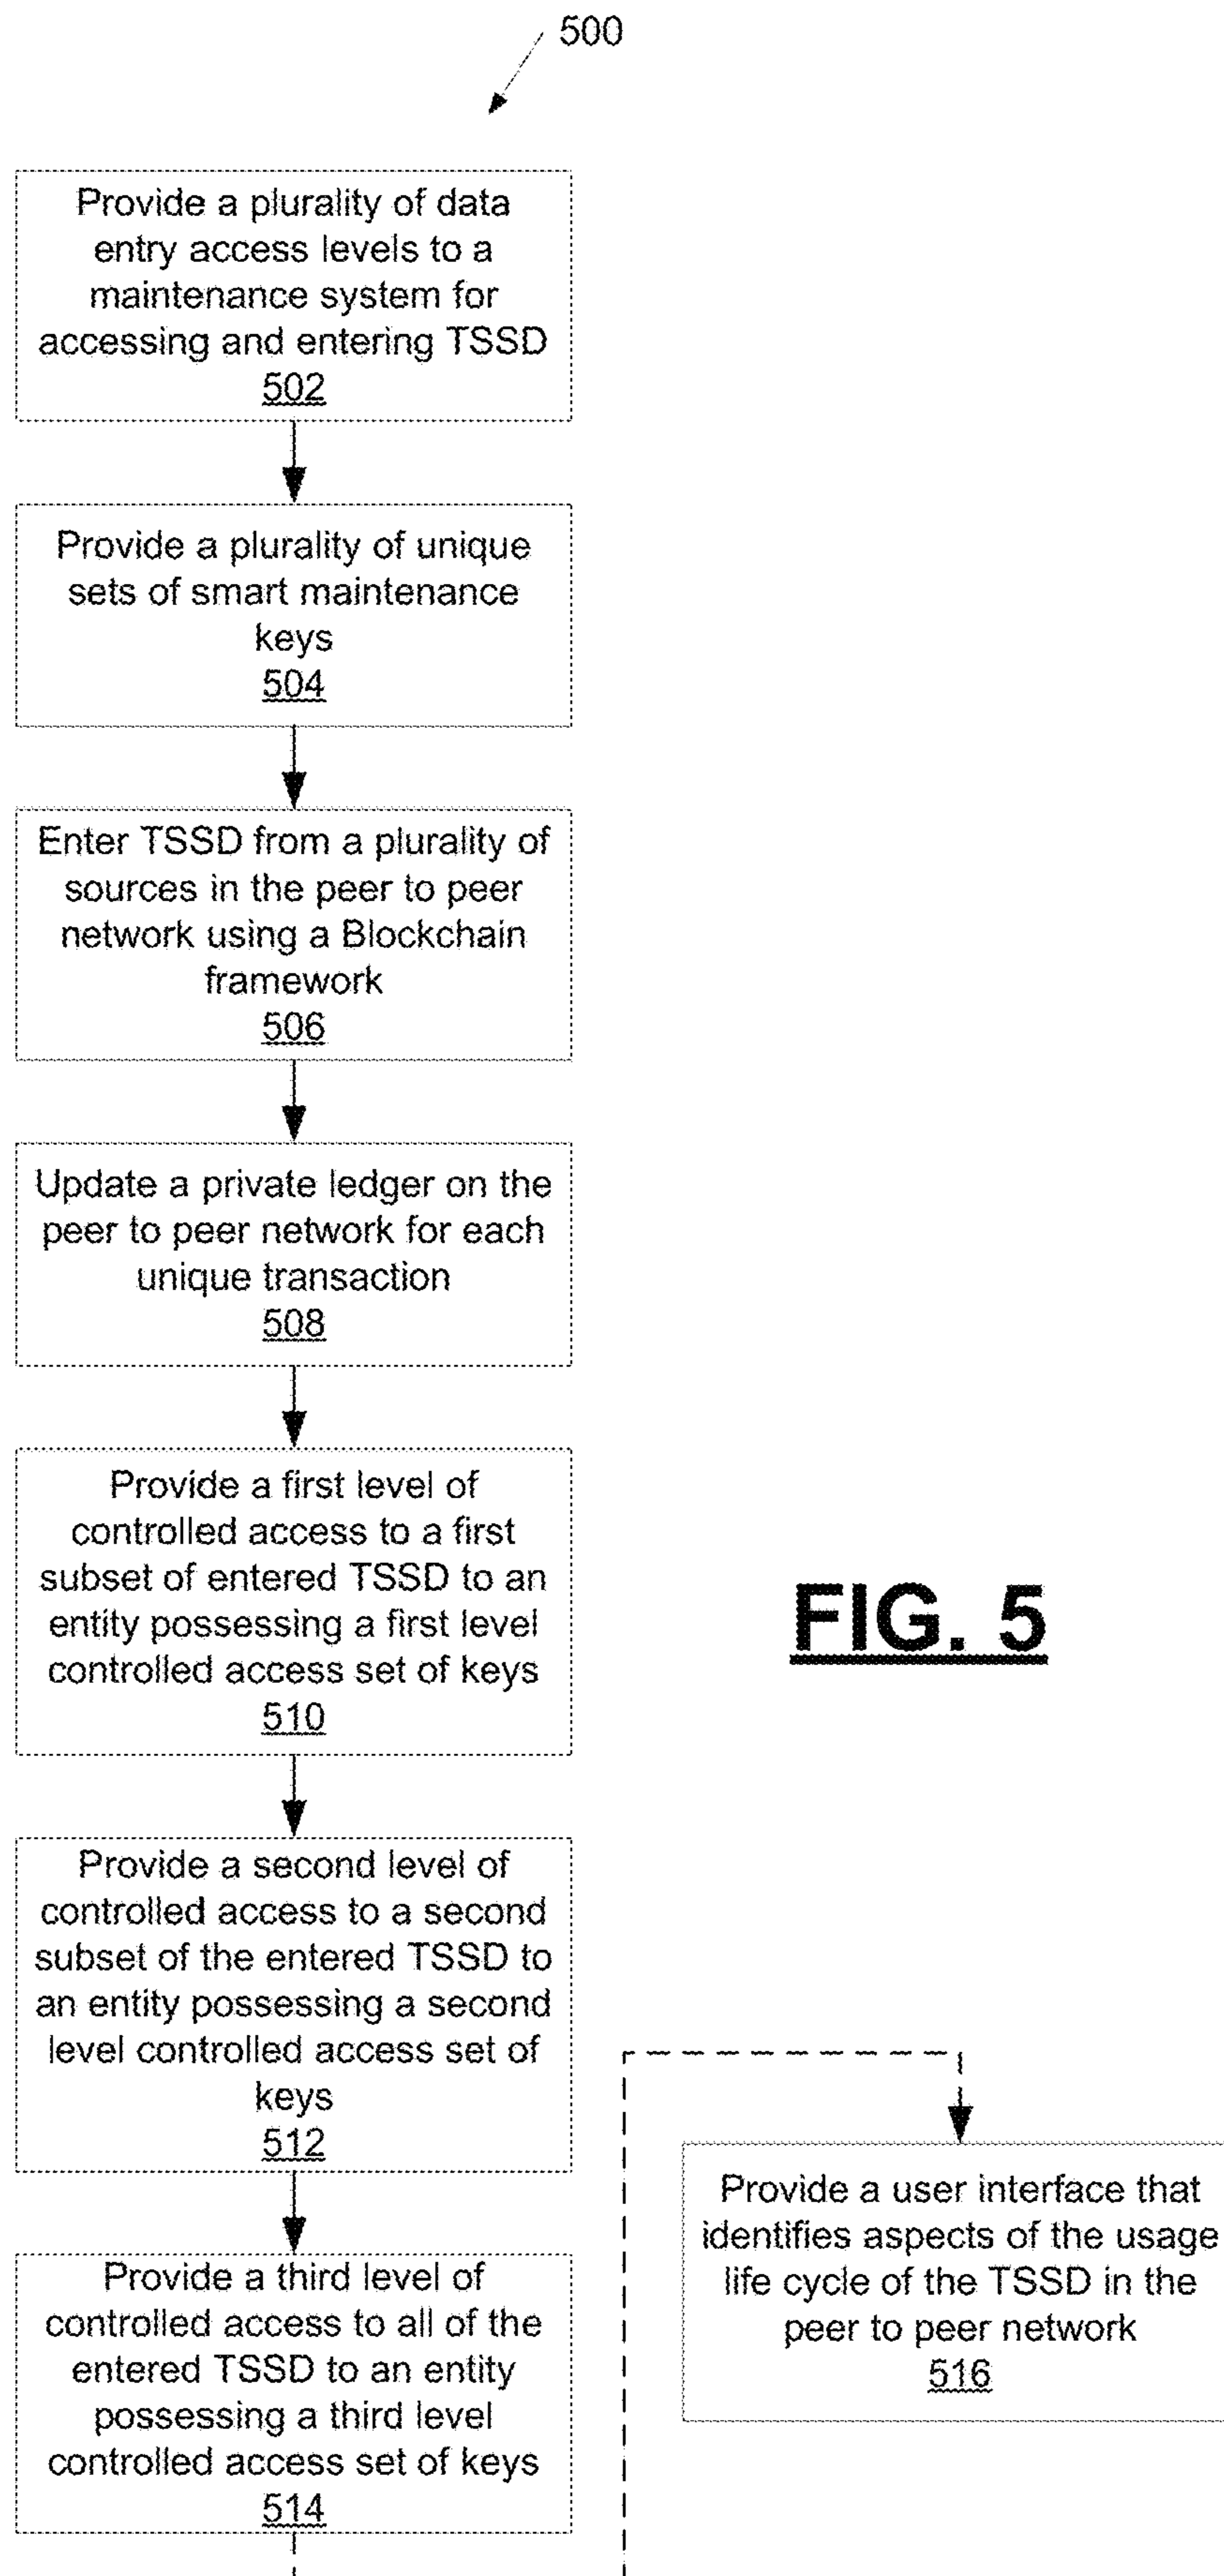 500
Provide a plurality of data
entry access levels to a
maintenance system for
accessing and entering TSSD
502
Provide a plurality of unique
sets of smart maintenance
keys
504
Enter TSSD from a plurality of
sources in the peer to peer
network using a Blockchain
framework
506
Update a private ledger on the
peer to peer network for each
unique transaction
508
Provide a first level of
controlled access to a first
subset of entered TSSD to an
entity possessing a first level
controlled access set of keys
510
Provide a second level of
controlled access to a second
subset of the entered TSSD to
an entity possessing a second
level controlled access set of
keys
512
Provide a third level of
controlled access to all of the
entered TSSD to an entity
possessing a third level
controlled access set of keys
514
Provide a user interface that
identifies aspects of the usage
life cycle of the TSSD in the
peer to peer network
516
FIG. 5